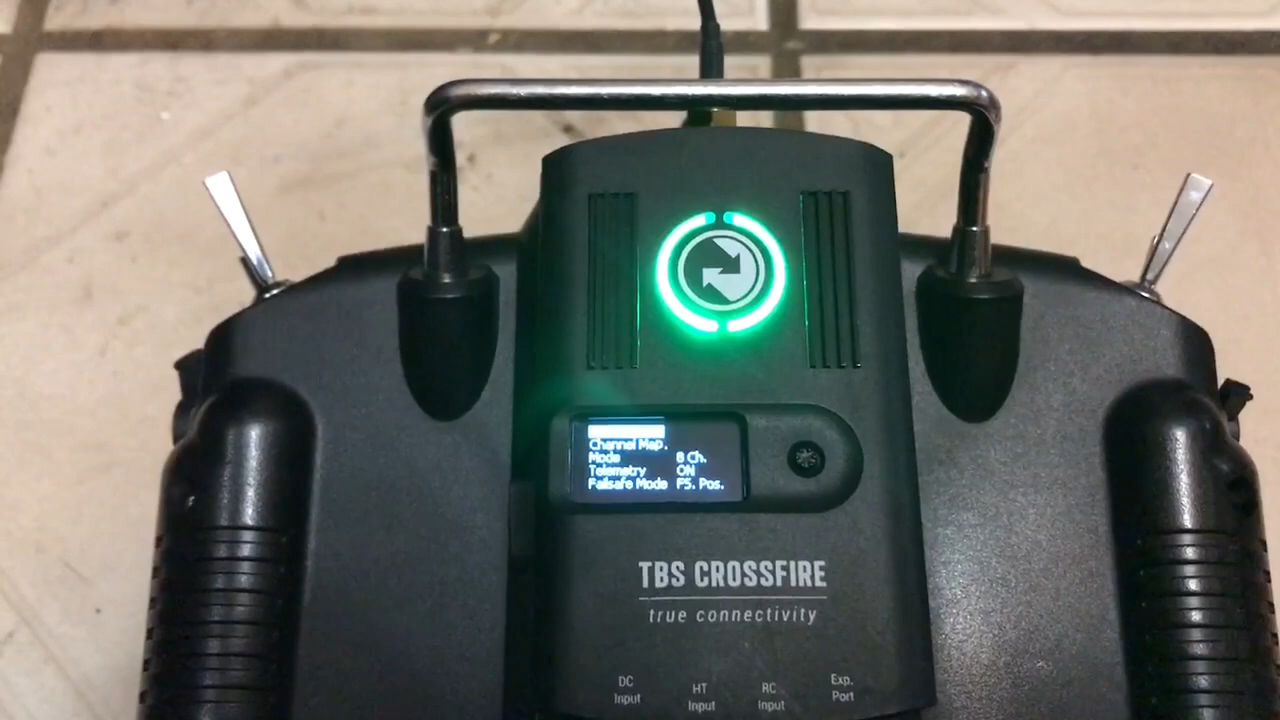 Channel Map.
Mode 8 Ch.
Telemetry ON
Failsafe Mode FS. Pos.
TBS CROSSFIRE
true connectivity
DC Input
HT Input
RC Input
Exp. Port